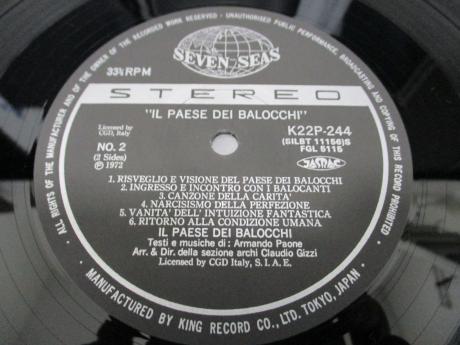 ALL RIGHTS OF THE MANUFACTURER AND OF THE OWNER OF THE RECORDED WORK RESERVED · UNAUTHORISED PUBLIC PERFORMANCE, BROADCASTING AND COPYING OF THIS RECORD PROHIBITED.
SEVEN SEAS
33⅓RPM
STEREO
"IL PAESE DEI BALOCCHI"
Licensed by
CGD, Italy
K22P-244
NO. 2
(SILBT 11156)S
(2 Sides)
FGL 5115
Ⓟ1972
JASRAC
1. RISVEGLIO E VISIONE DEL PAESE DEI BALOCCHI
2. INGRESSO E INCONTRO CON I BALOCANTI
3. CANZONE DELLA CARITA'
4. NARCISISMO DELLA PERFEZIONE
5. VANITA' DELL' INTUIZIONE FANTASTICA
6. RITORNO ALLA CONDIZIONE UMANA
IL PAESE DEI BALOCCHI
Testi e musiche di: Armando Paone
Arr. & Dir. della sezione archi Claudio Gizzi
Licensed by CGD Italy, S.I.A.E.
MANUFACTURED BY KING RECORD CO., LTD. TOKYO, JAPAN